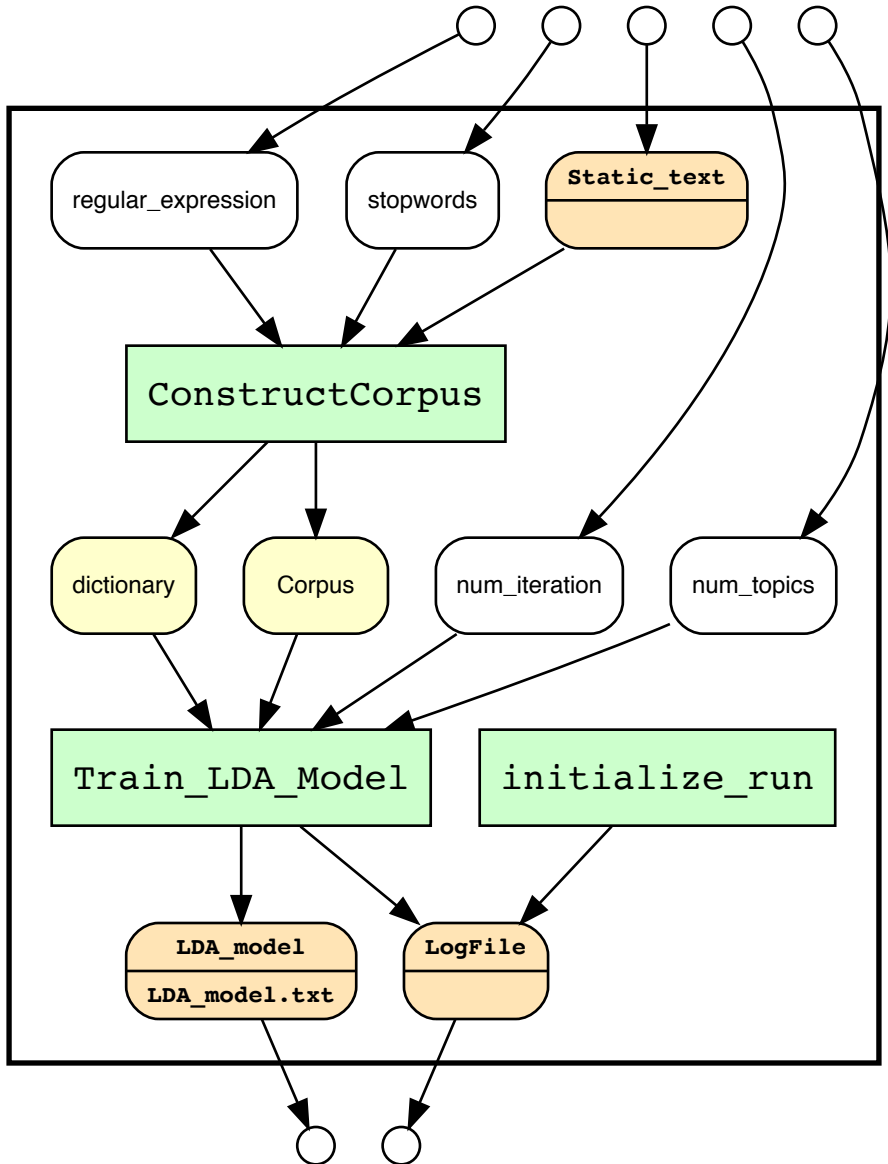 regular_expression
stopwords
Static_text
ConstructCorpus
dictionary
Corpus
num_iteration
num_topics
Train_LDA_Model
initialize_run
LDA_model
LDA_model.txt
LogFile